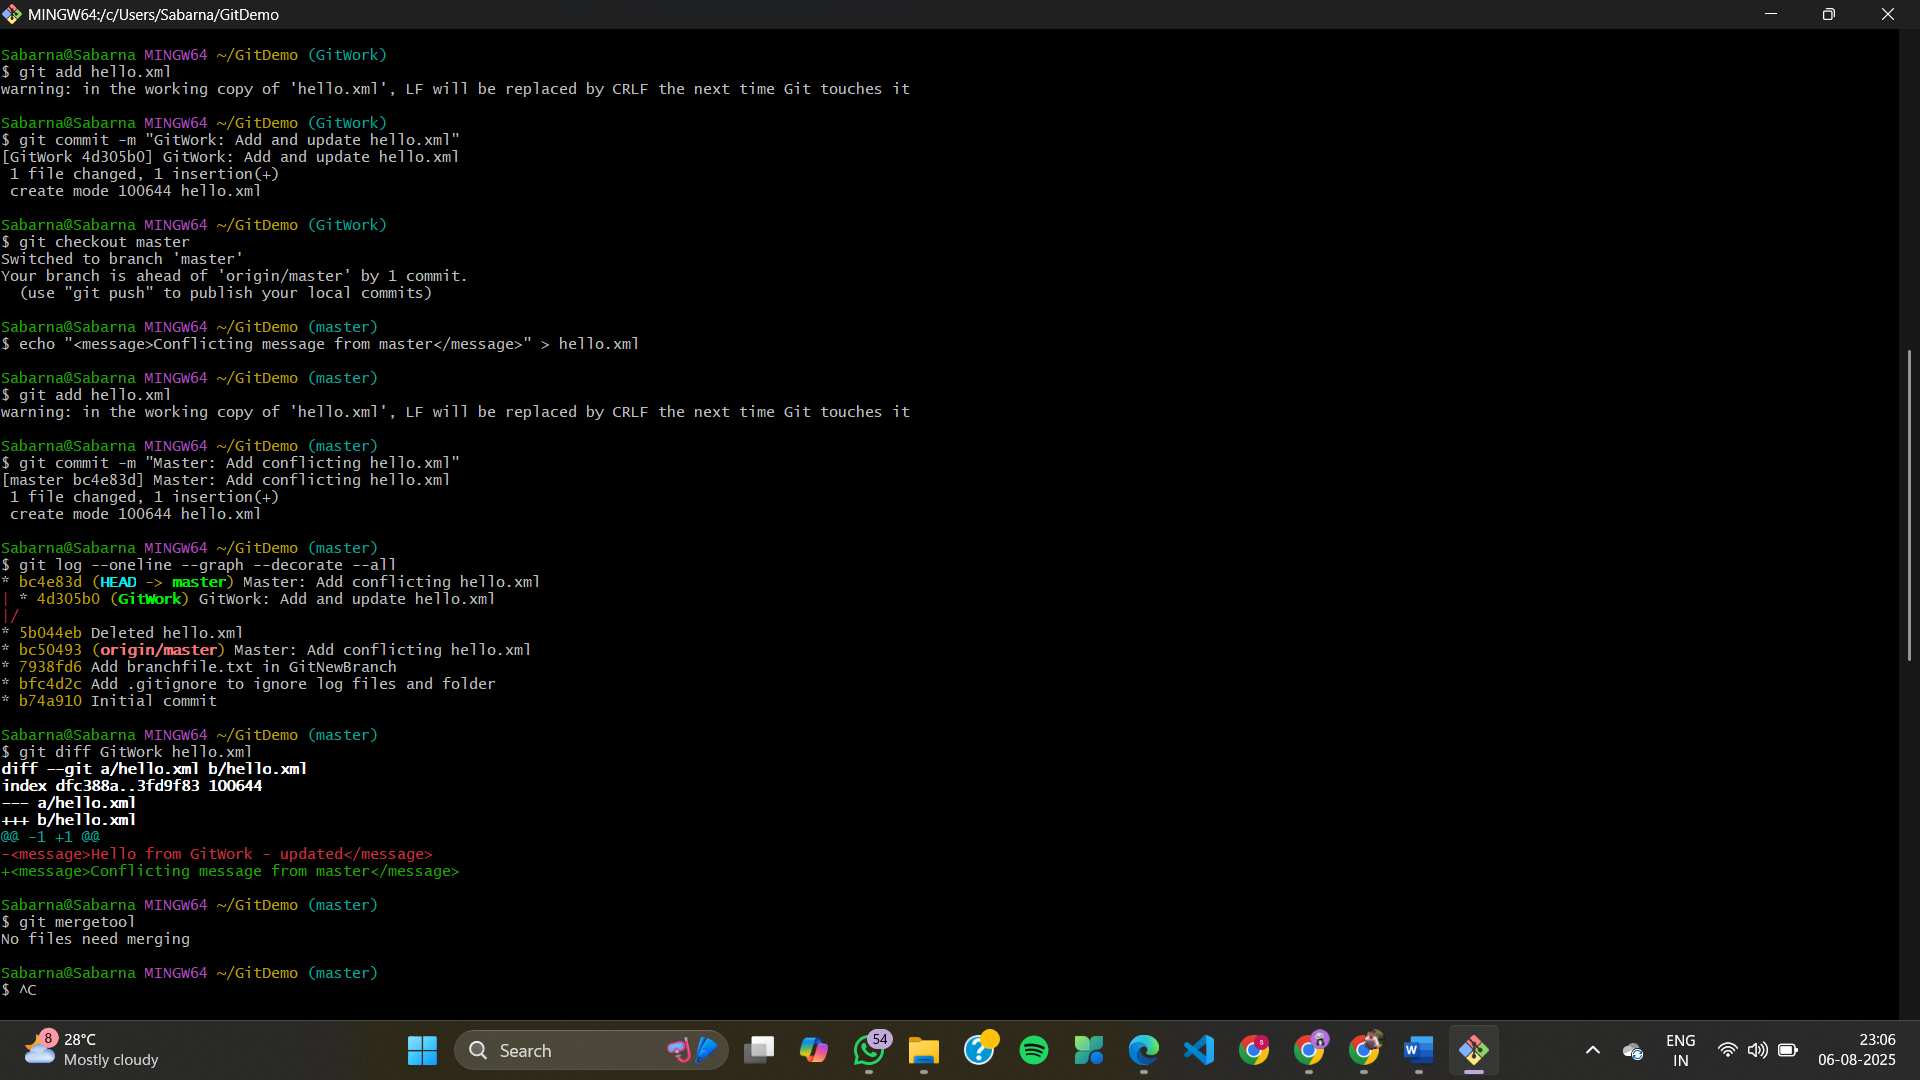 MINGW64:/c/Users/Sabarna/GitDemo
Sabarna@Sabarna MINGW64 ~/GitDemo (GitWork)
$ git add hello.xml
warning: in the working copy of 'hello.xml', LF will be replaced by CRLF the next time Git touches it
Sabarna@Sabarna MINGW64 ~/GitDemo (GitWork)
$ git commit -m "GitWork: Add and update hello.xml"
[GitWork 4d305b0] GitWork: Add and update hello.xml
 1 file changed, 1 insertion(+)
 create mode 100644 hello.xml
Sabarna@Sabarna MINGW64 ~/GitDemo (GitWork)
$ git checkout master
Switched to branch 'master'
Your branch is ahead of 'origin/master' by 1 commit.
  (use "git push" to publish your local commits)
Sabarna@Sabarna MINGW64 ~/GitDemo (master)
$ echo "<message>Conflicting message from master</message>" > hello.xml
Sabarna@Sabarna MINGW64 ~/GitDemo (master)
$ git add hello.xml
warning: in the working copy of 'hello.xml', LF will be replaced by CRLF the next time Git touches it
Sabarna@Sabarna MINGW64 ~/GitDemo (master)
$ git commit -m "Master: Add conflicting hello.xml"
[master bc4e83d] Master: Add conflicting hello.xml
 1 file changed, 1 insertion(+)
 create mode 100644 hello.xml
Sabarna@Sabarna MINGW64 ~/GitDemo (master)
$ git log --oneline --graph --decorate --all
* bc4e83d (HEAD -> master) Master: Add conflicting hello.xml
| * 4d305b0 (GitWork) GitWork: Add and update hello.xml
|/
* 5b044eb Deleted hello.xml
* bc50493 (origin/master) Master: Add conflicting hello.xml
* 7938fd6 Add branchfile.txt in GitNewBranch
* bfc4d2c Add .gitignore to ignore log files and folder
* b74a910 Initial commit
Sabarna@Sabarna MINGW64 ~/GitDemo (master)
$ git diff GitWork hello.xml
diff --git a/hello.xml b/hello.xml
index dfc388a..3fd9f83 100644
--- a/hello.xml
+++ b/hello.xml
@@ -1 +1 @@
-<message>Hello from GitWork - updated</message>
+<message>Conflicting message from master</message>
Sabarna@Sabarna MINGW64 ~/GitDemo (master)
$ git mergetool
No files need merging
Sabarna@Sabarna MINGW64 ~/GitDemo (master)
$ ^C
8
28°C
Mostly cloudy
Search
54
ENG
IN
23:06
06-08-2025